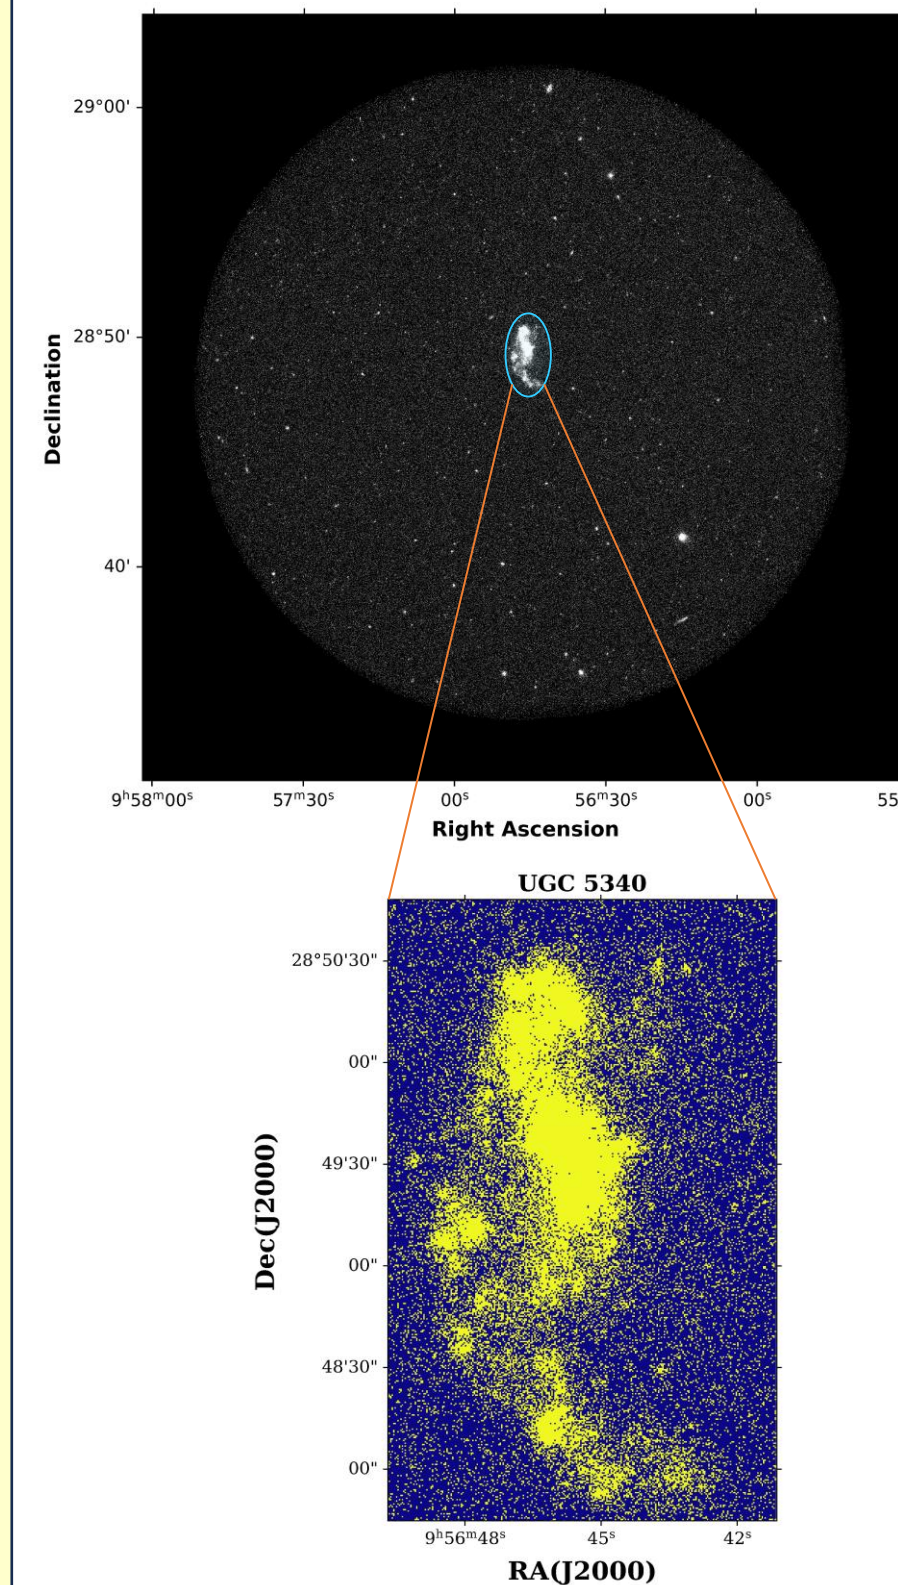 29°00'
28°50'
40'
Declination
9ʰ58ᵐ00ˢ 57ᵐ30ˢ 00ˢ 56ᵐ30ˢ 00ˢ 55
Right Ascension
UGC 5340
28°50'30"
00"
49'30"
00"
48'30"
00"
Dec(J2000)
9ʰ56ᵐ48ˢ 45ˢ 42ˢ
RA(J2000)